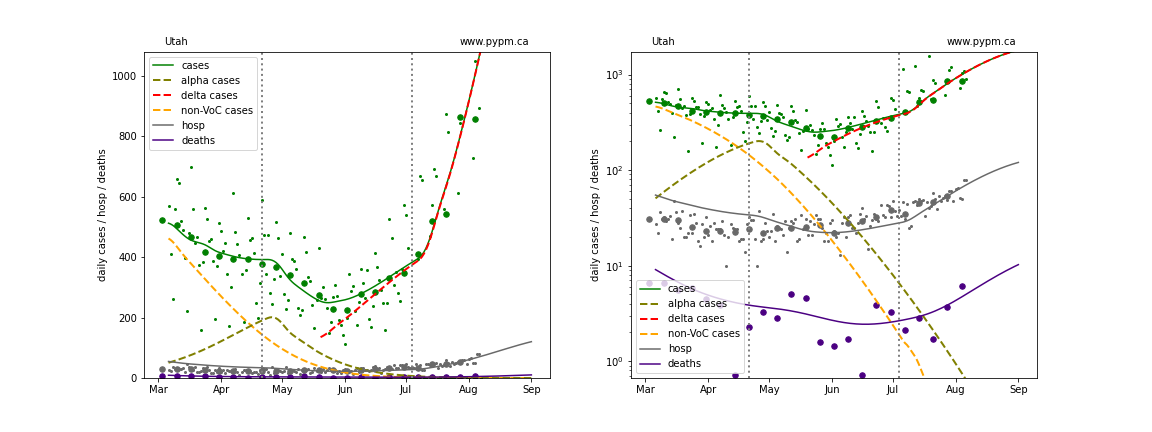 Utah www.pypm.ca
daily cases / hosp / deaths
1000
800
600
400
200
0
cases
alpha cases
delta cases
non-VoC cases
hosp
deaths
Mar Apr May Jun Jul Aug Sep
Utah www.pypm.ca
daily cases / hosp / deaths
10³
10²
10¹
10⁰
cases
alpha cases
delta cases
non-VoC cases
hosp
deaths
Mar Apr May Jun Jul Aug Sep